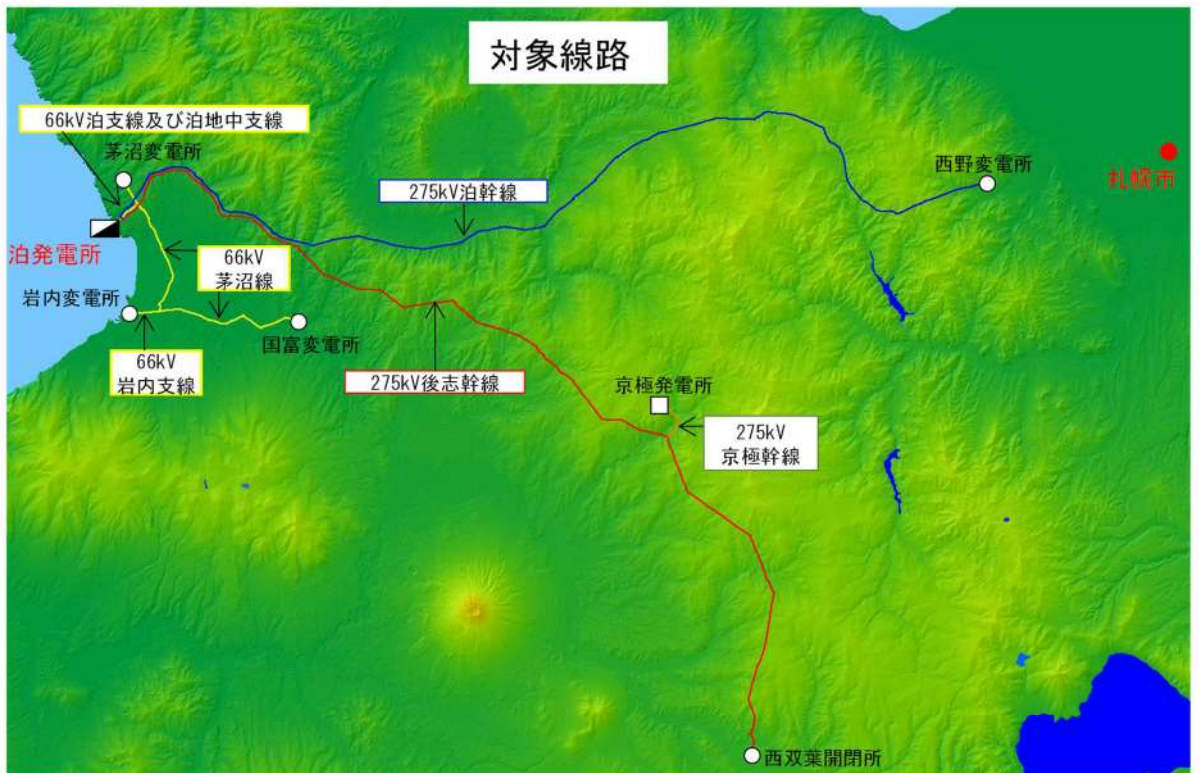 対象線路
66kV泊支線及び泊地中支線
茅沼変電所
西野変電所
札幌市
275kV泊幹線
泊発電所
66kV
茅沼線
岩内変電所
国富変電所
66kV
岩内支線
275kV後志幹線
京極発電所
275kV
京極幹線
西双葉開閉所